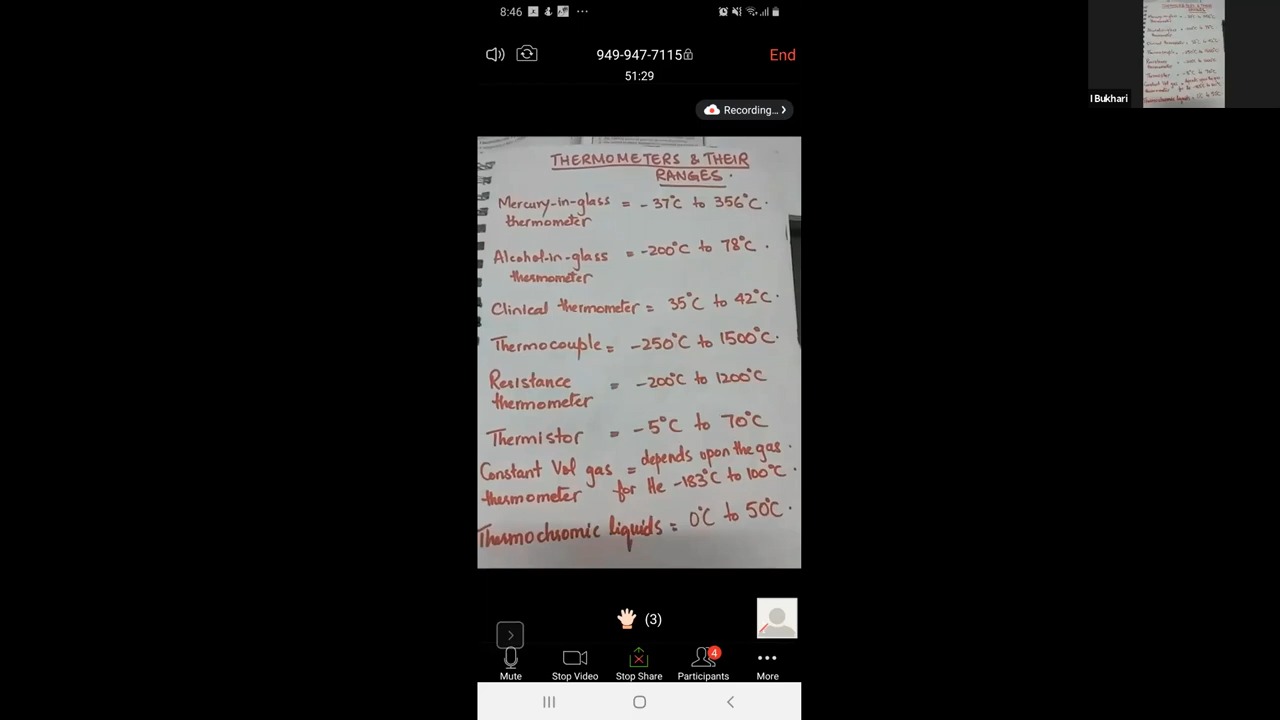 8:46
949-947-7115
End
51:29
Recording...
I Bukhari
THERMOMETERS & THEIR
RANGES.
Mercury-in-glass = -37°C to 356°C.
thermometer
Alcohol-in-glass = -200°C to 78°C.
thermometer
Clinical thermometer = 35°C to 42°C.
Thermocouple = -250°C to 1500°C.
Resistance = -200°C to 1200°C
thermometer
Thermistor = -5°C to 70°C
Constant Vol gas = depends upon the gas.
thermometer for He -183°C to 100°C.
Thermochromic liquids = 0°C to 50°C.
(3)
4
Mute Stop Video Stop Share Participants More